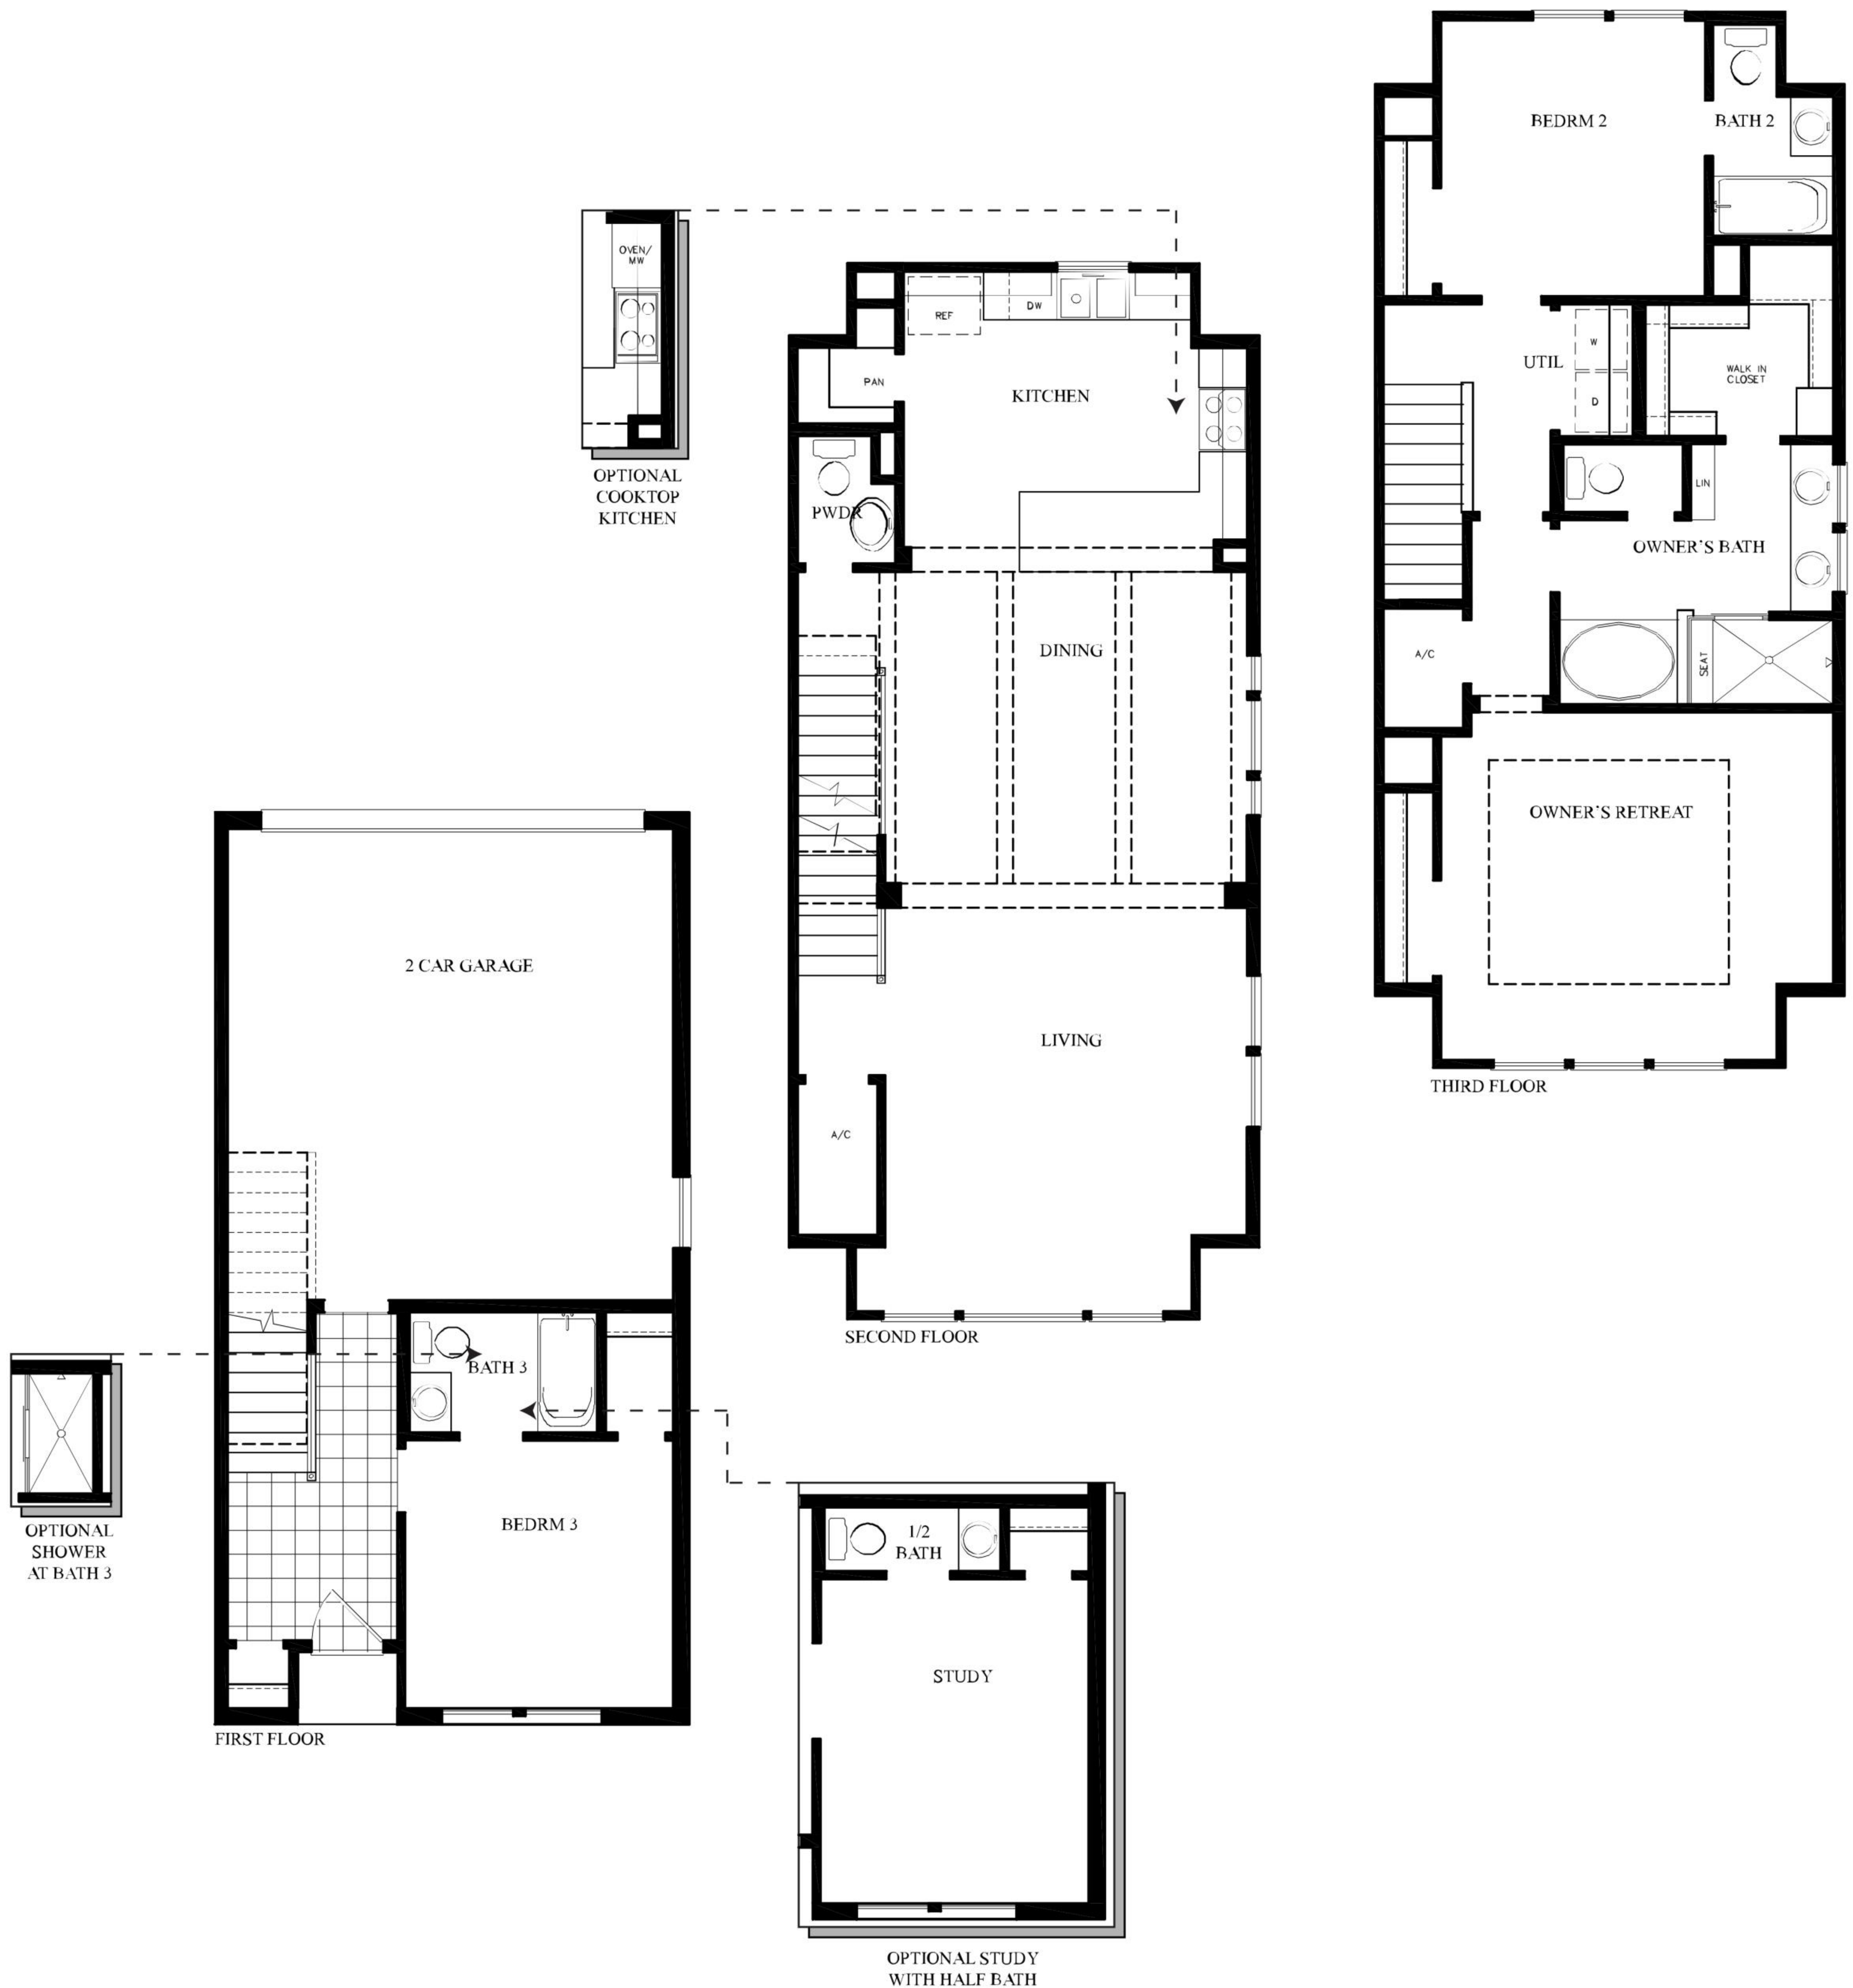 BEDRM 2
BATH 2
UTIL
W
D
WALK IN
CLOSET
LIN
OWNER'S BATH
A/C
SEAT
OWNER'S RETREAT
THIRD FLOOR
OVEN/
MW
OPTIONAL
COOKTOP
KITCHEN
REF
DW
PAN
KITCHEN
PWDR
DINING
LIVING
A/C
SECOND FLOOR
2 CAR GARAGE
BATH 3
BEDRM 3
FIRST FLOOR
OPTIONAL
SHOWER
AT BATH 3
1/2
BATH
STUDY
OPTIONAL STUDY
WITH HALF BATH